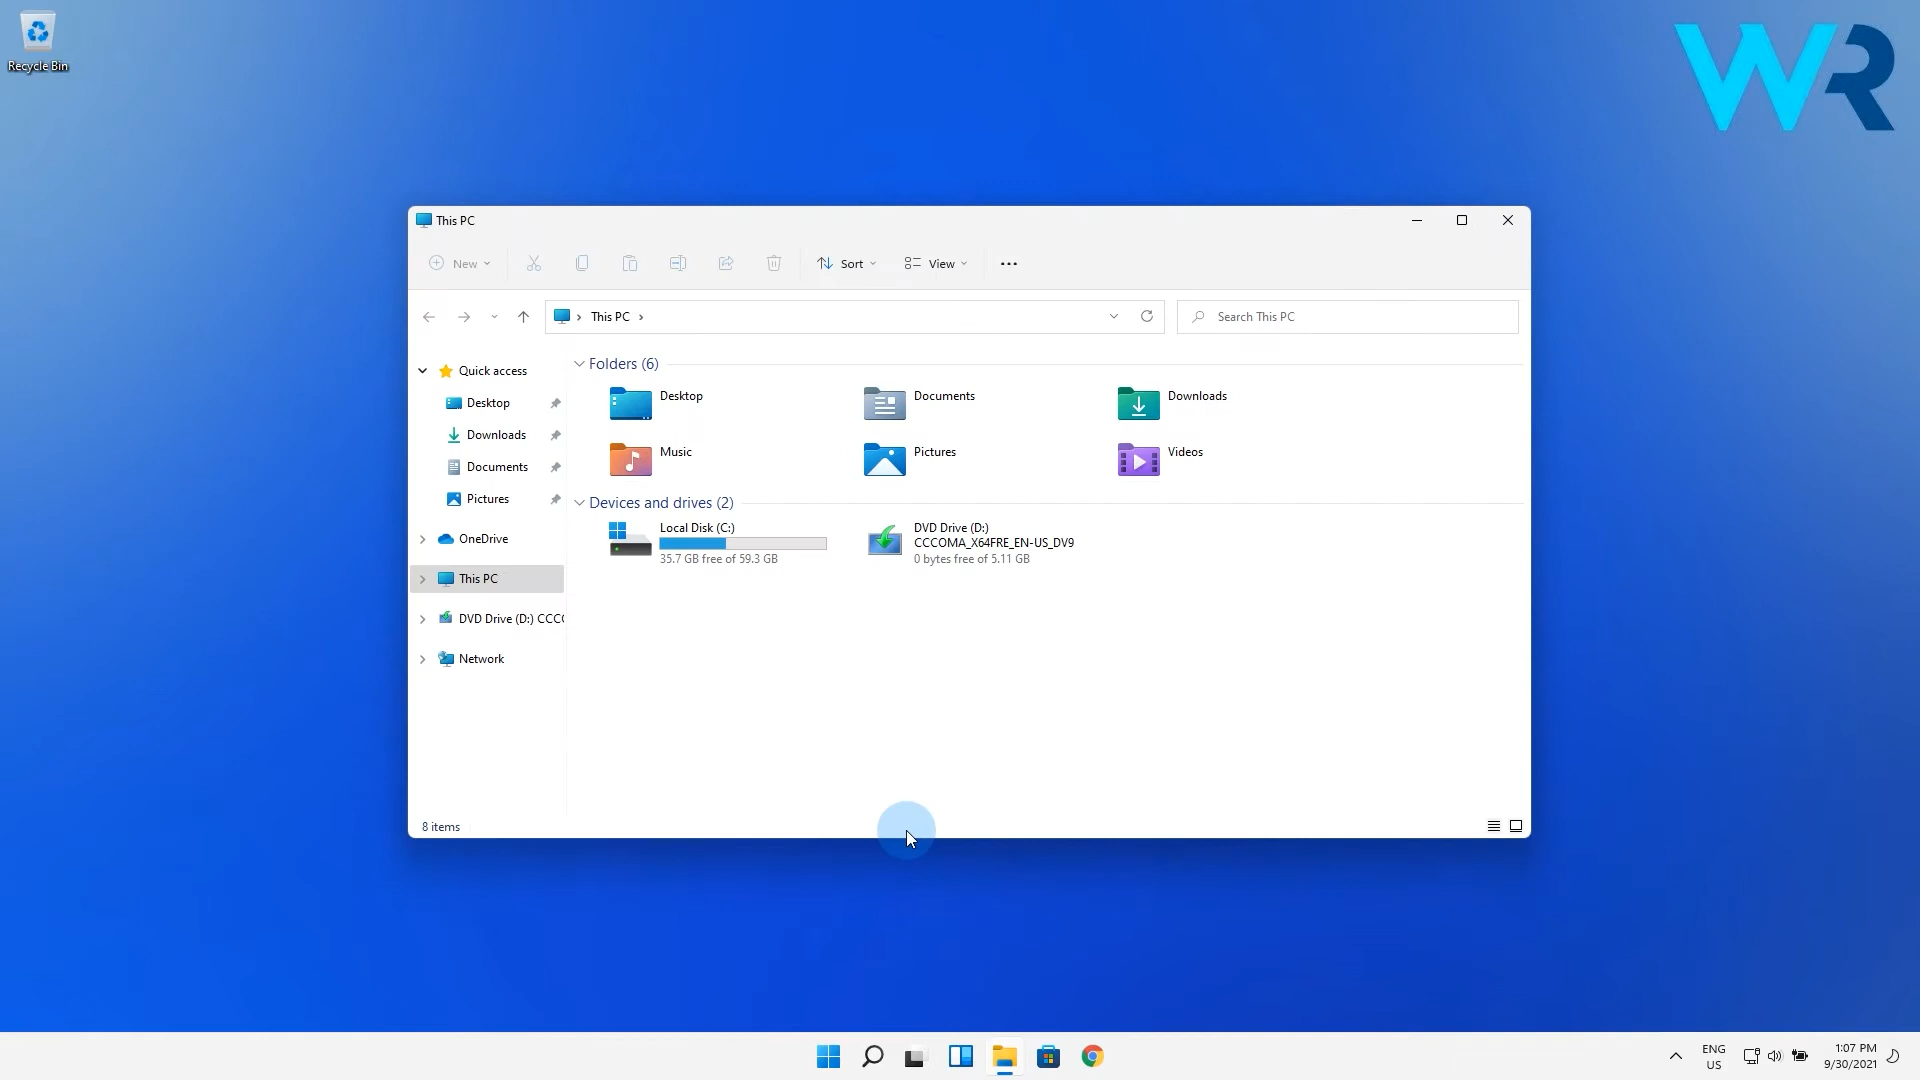 Recycle Bin
WR
This PC
New
Sort
View
This PC
Search This PC
Quick access
Desktop
Downloads
Documents
Pictures
OneDrive
This PC
DVD Drive (D:) CCC
Network
Folders (6)
Desktop
Documents
Downloads
Music
Pictures
Videos
Devices and drives (2)
Local Disk (C:)
35.7 GB free of 59.3 GB
DVD Drive (D:)
CCCOMA_X64FRE_EN-US_DV9
0 bytes free of 5.11 GB
8 items
ENG
US
1:07 PM
9/30/2021